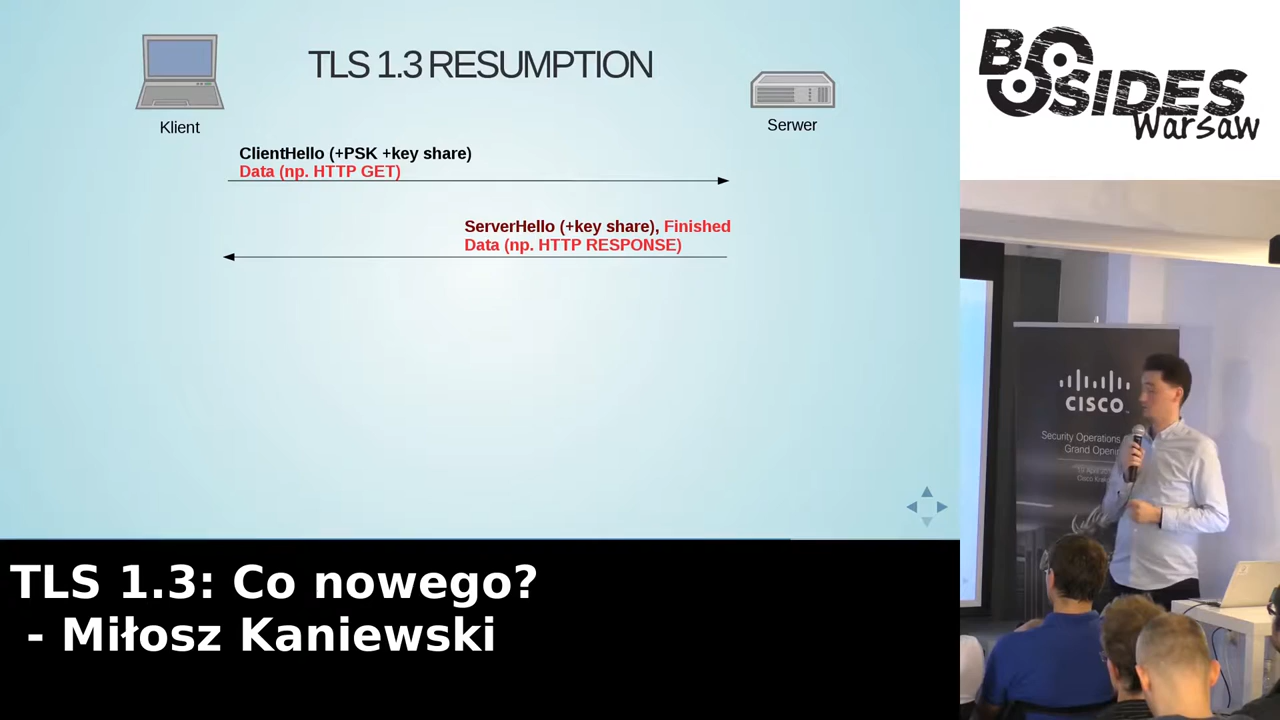 TLS 1.3 RESUMPTION
Klient
Serwer
ClientHello (+PSK +key share)
Data (np. HTTP GET)
ServerHello (+key share), Finished
Data (np. HTTP RESPONSE)
TLS 1.3: Co nowego?
- Miłosz Kaniewski
BSIDES
Warsaw
CISCO
Security Operations
Grand Openi